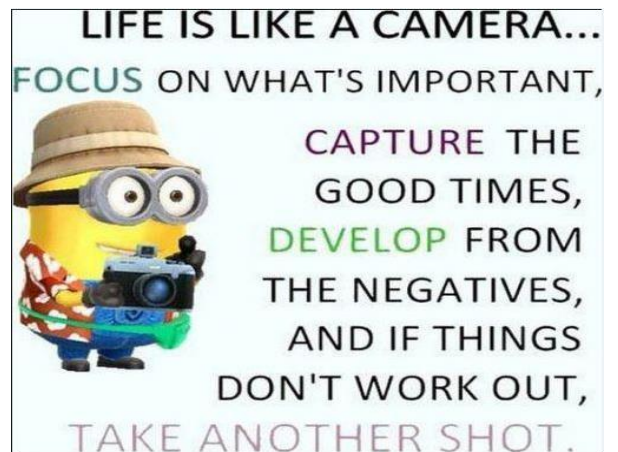 LIFE IS LIKE A CAMERA...
FOCUS ON WHAT'S IMPORTANT,
CAPTURE THE
GOOD TIMES,
DEVELOP FROM
THE NEGATIVES,
AND IF THINGS
DON'T WORK OUT,
TAKE ANOTHER SHOT.